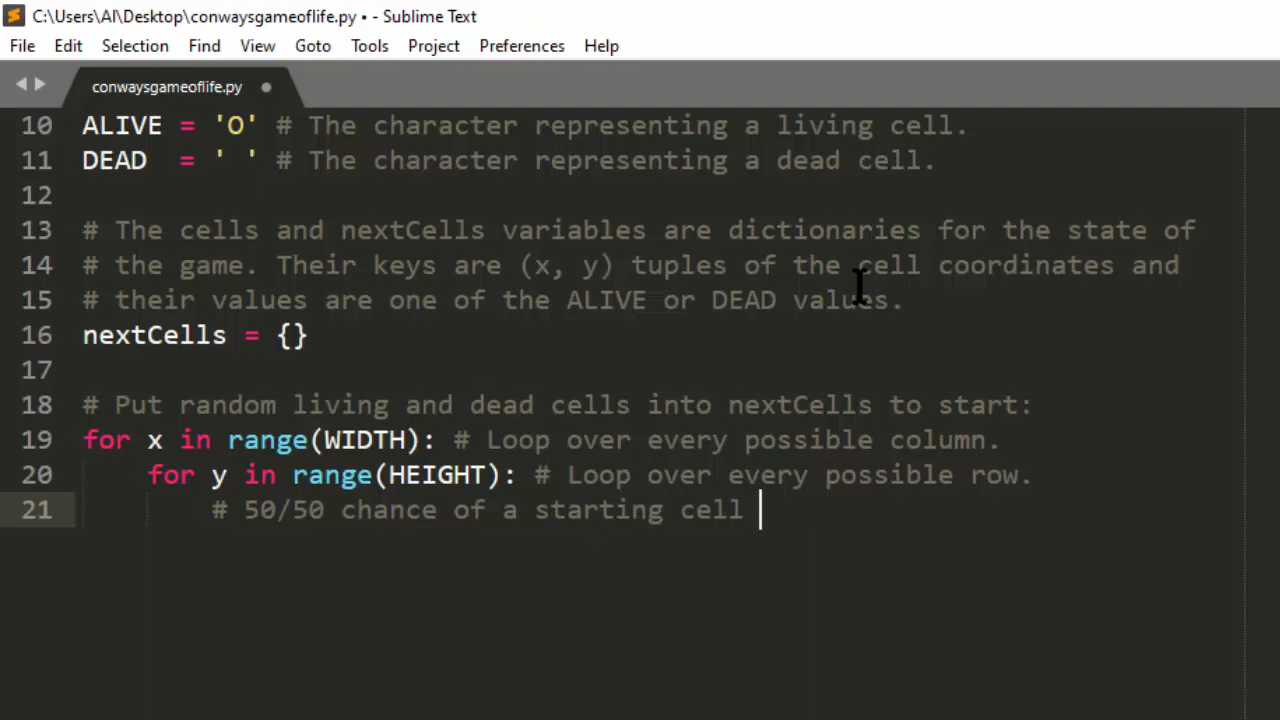 C:\Users\Al\Desktop\conwaysgameoflife.py • - Sublime Text
File Edit Selection Find View Goto Tools Project Preferences Help
conwaysgameoflife.py
10 ALIVE = 'O' # The character representing a living cell.
11 DEAD  = ' ' # The character representing a dead cell.
12
13 # The cells and nextCells variables are dictionaries for the state of
14 # the game. Their keys are (x, y) tuples of the cell coordinates and
15 # their values are one of the ALIVE or DEAD values.
16 nextCells = {}
17
18 # Put random living and dead cells into nextCells to start:
19 for x in range(WIDTH): # Loop over every possible column.
20     for y in range(HEIGHT): # Loop over every possible row.
21         # 50/50 chance of a starting cell